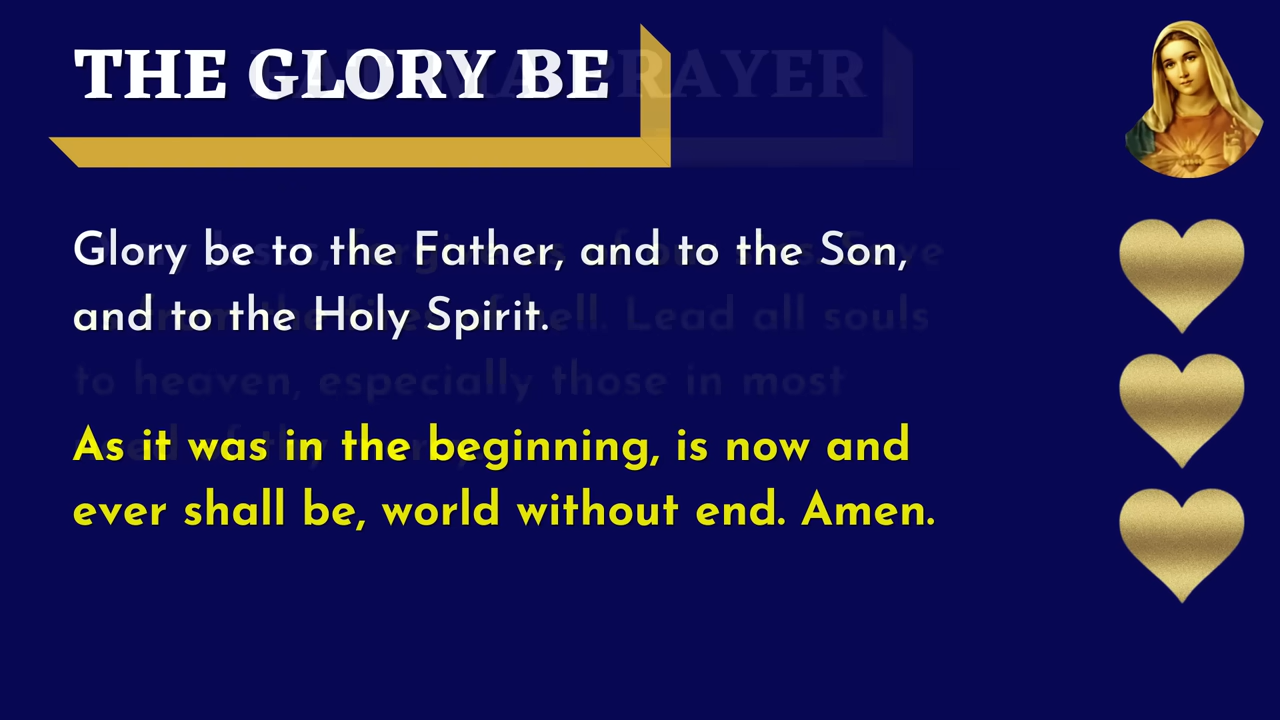 THE GLORY BE
Glory be to the Father, and to the Son,
and to the Holy Spirit.
As it was in the beginning, is now and
ever shall be, world without end. Amen.